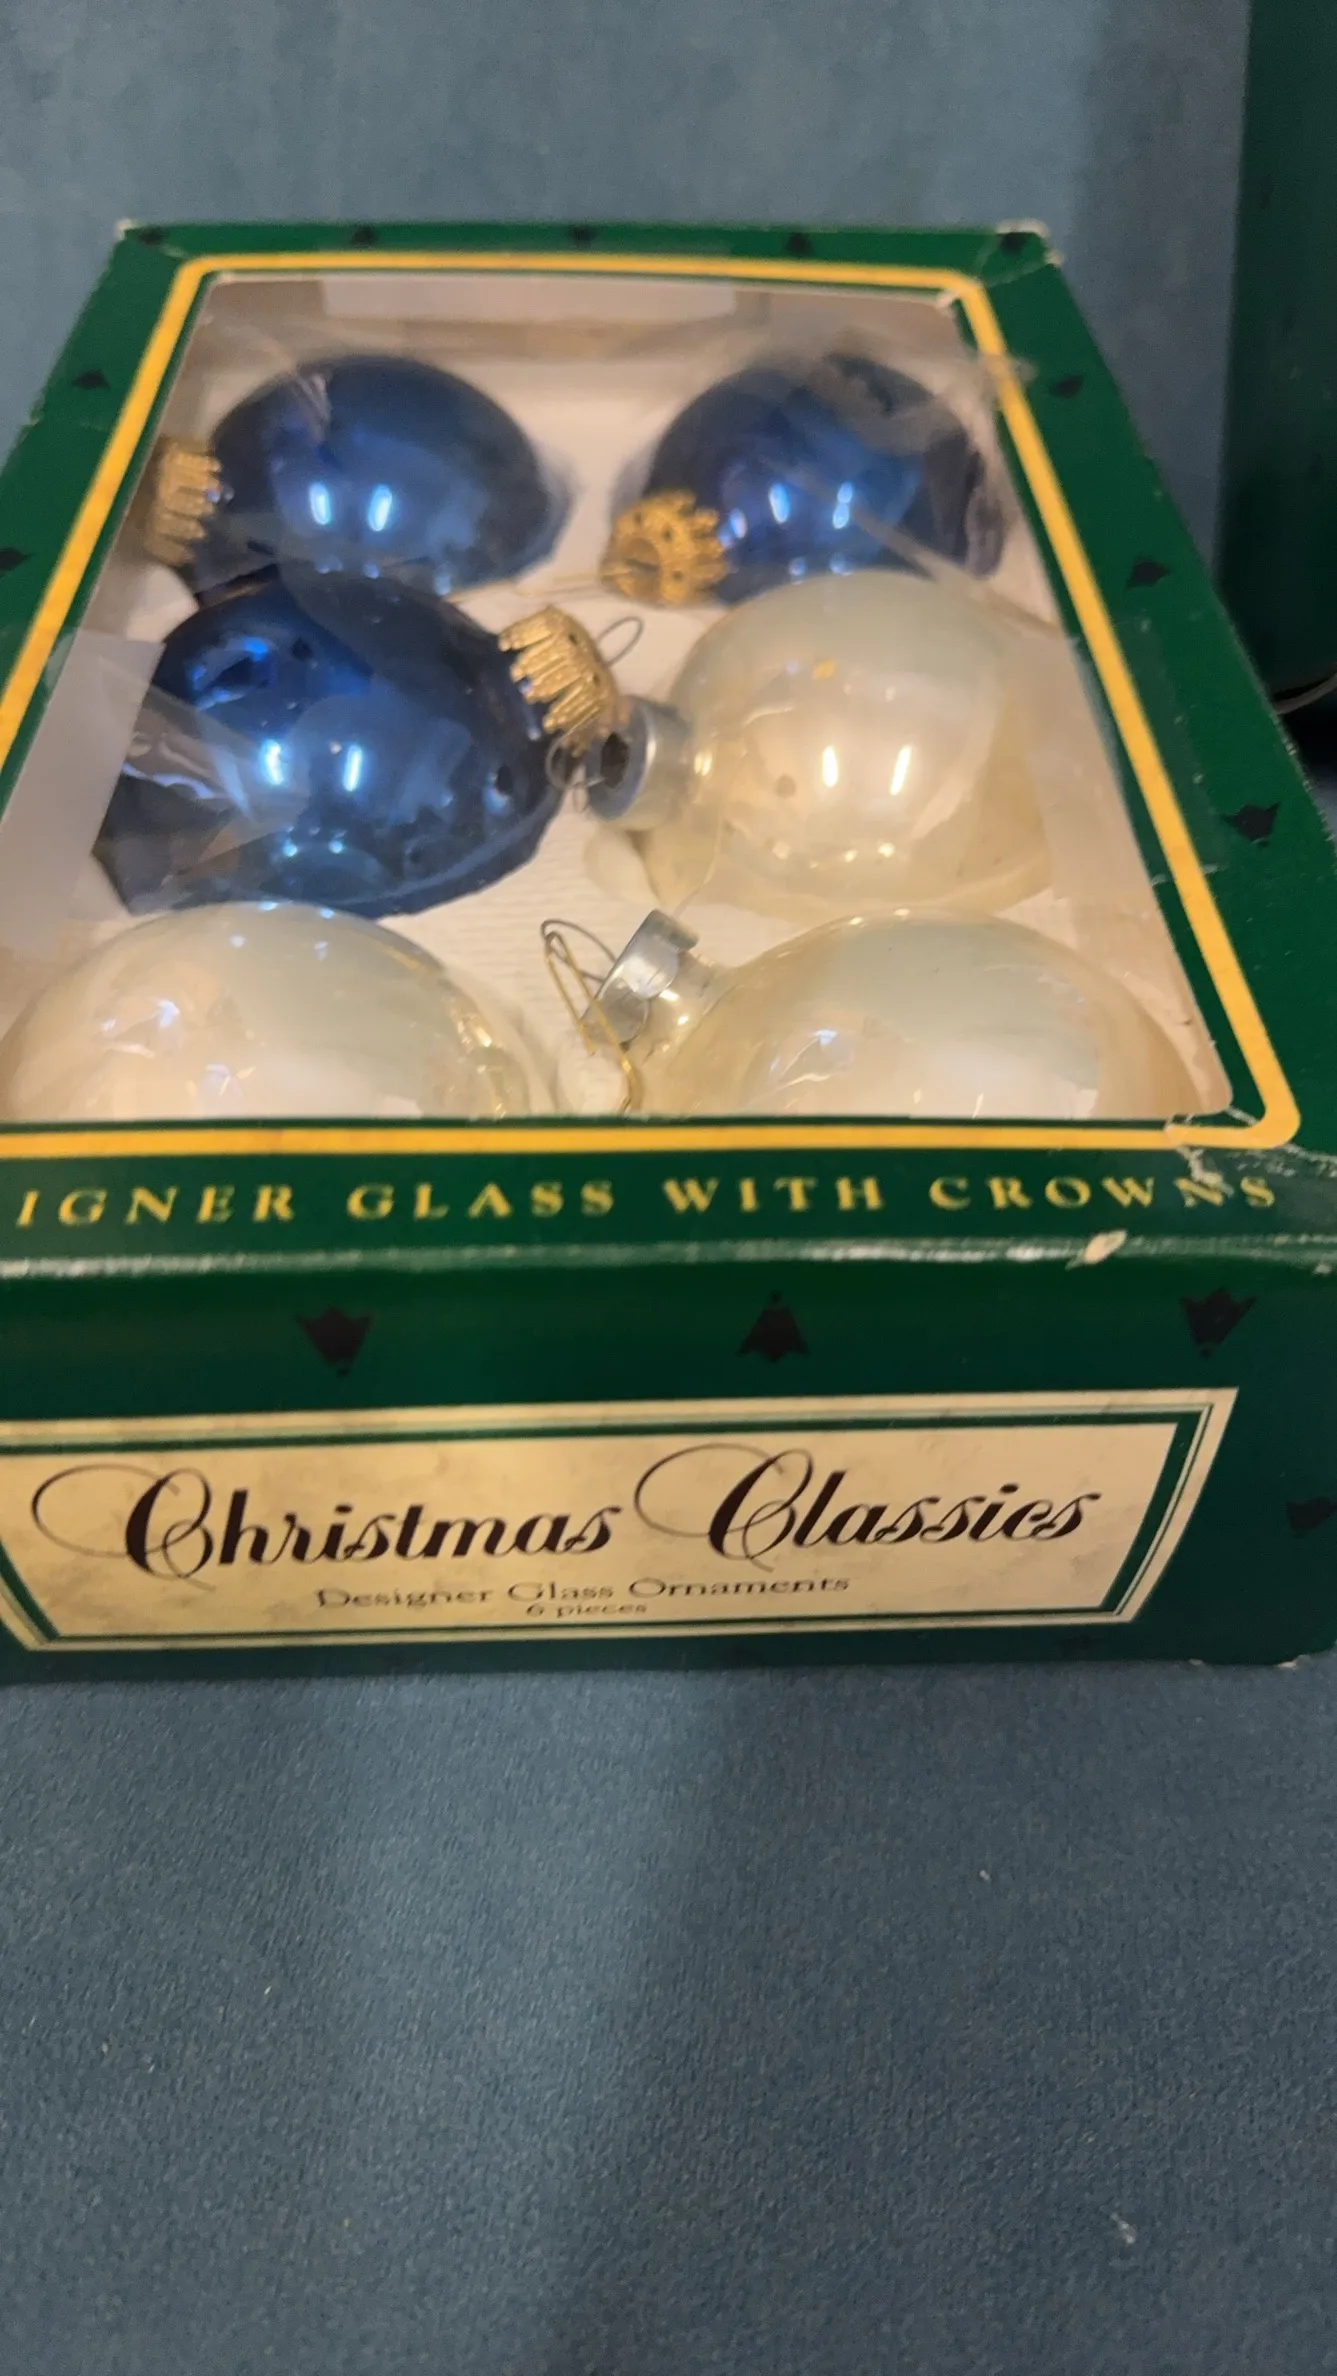 IGNER GLASS WITH CROWNS
Christmas Classics
Designer Glass Ornaments
6 pieces